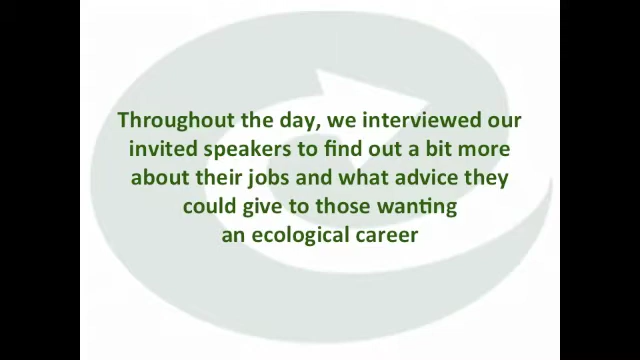 Throughout the day, we interviewed our
invited speakers to find out a bit more
about their jobs and what advice they
could give to those wanting
an ecological career